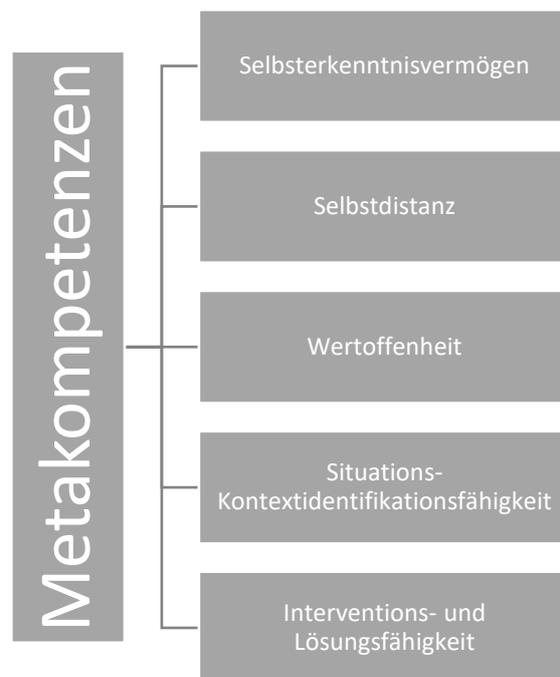 Metakompetenzen
Selbsterkenntnisvermögen
Selbstdistanz
Wertoffenheit
Situations-
Kontextidentifikationsfähigkeit
Interventions- und
Lösungsfähigkeit